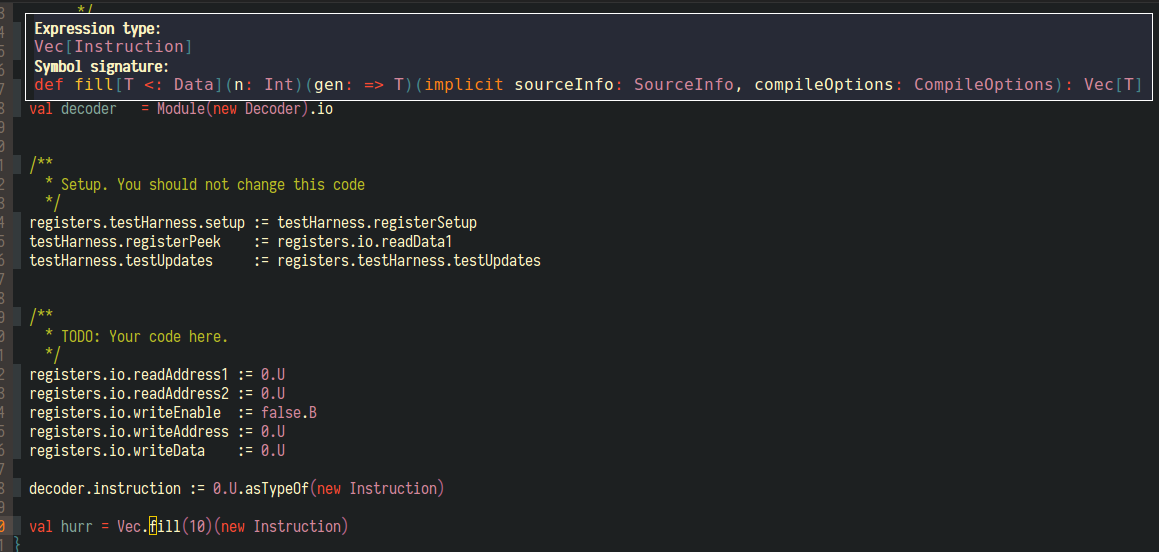 */
Expression type:
Vec[Instruction]
Symbol signature:
def fill[T <: Data](n: Int)(gen: => T)(implicit sourceInfo: SourceInfo, compileOptions: CompileOptions): Vec[T]
val decoder   = Module(new Decoder).io
/**
* Setup. You should not change this code
*/
registers.testHarness.setup := testHarness.registerSetup
testHarness.registerPeek    := registers.io.readData1
testHarness.testUpdates     := registers.testHarness.testUpdates
/**
* TODO: Your code here.
*/
registers.io.readAddress1 := 0.U
registers.io.readAddress2 := 0.U
registers.io.writeEnable  := false.B
registers.io.writeAddress := 0.U
registers.io.writeData    := 0.U
decoder.instruction := 0.U.asTypeOf(new Instruction)
val hurr = Vec.fill(10)(new Instruction)
}